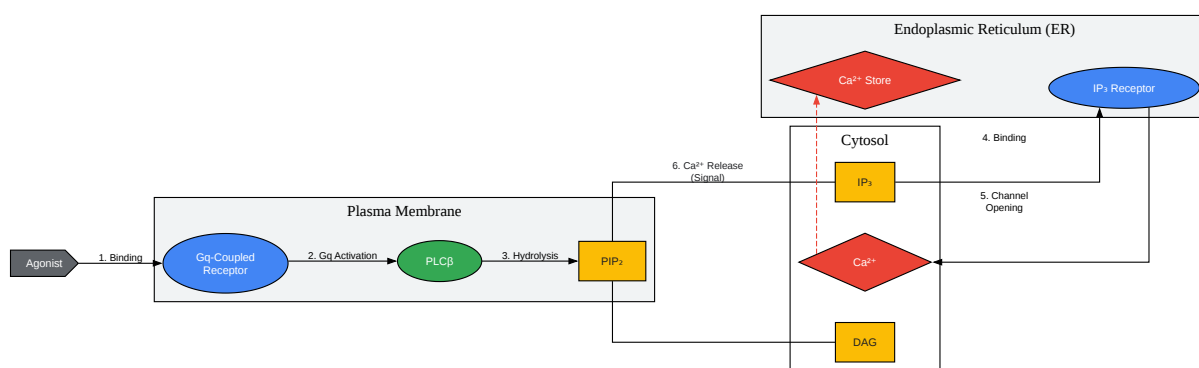 Endoplasmic Reticulum (ER)
Ca²⁺ Store
IP₃ Receptor
Cytosol
4. Binding
6. Ca²⁺ Release
(Signal)
IP₃
5. Channel
Opening
Plasma Membrane
Agonist
1. Binding
Gq-Coupled
Receptor
2. Gq Activation
PLCβ
3. Hydrolysis
PIP₂
Ca²⁺
DAG